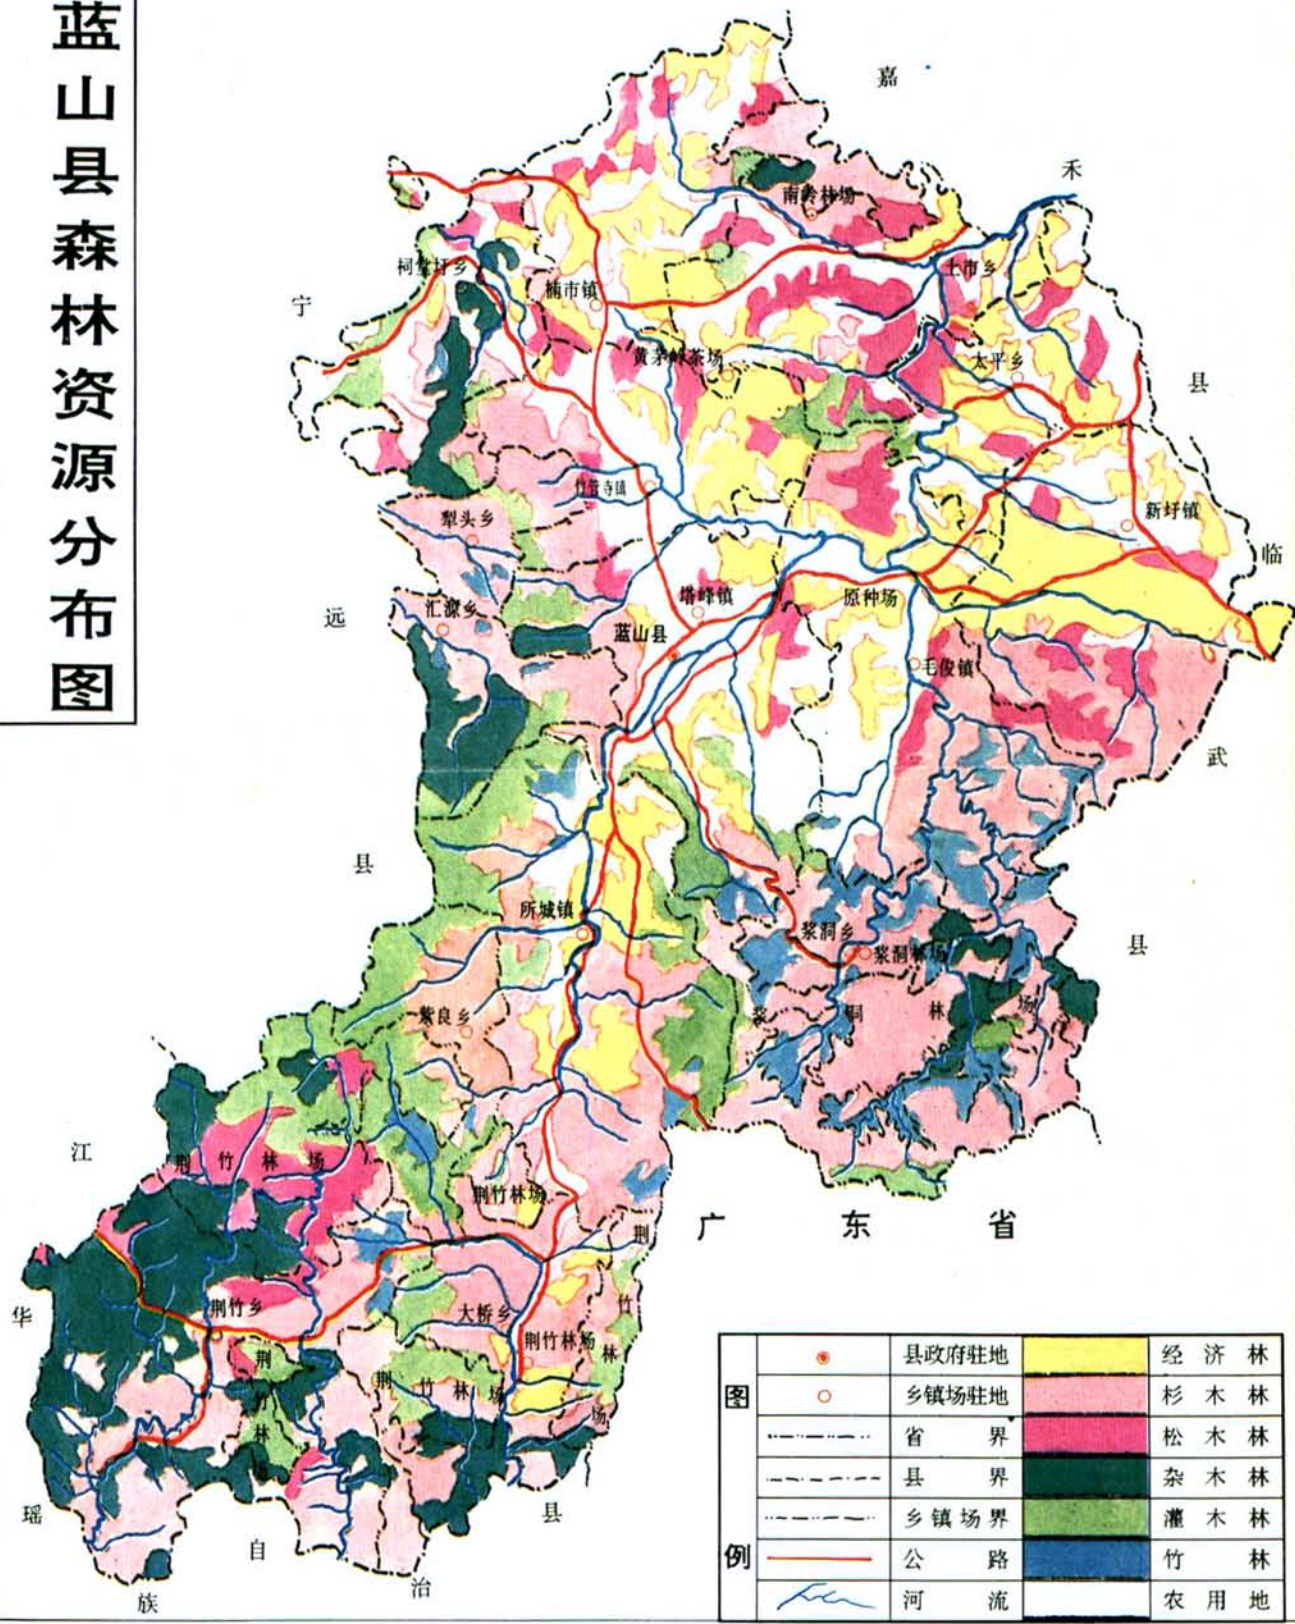 蓝山县森林资源分布图
嘉
禾
县
南岭林场
祠堂圩乡
土市乡
宁
楠市镇
黄茅岭茶场
太平乡
竹管寺镇
新圩镇
犁头乡
临
塔峰镇
原种场
汇源乡
远
蓝山县
毛俊镇
武
县
所城镇
浆洞乡
浆洞林场
县
紫良乡
浆洞林场
江
荆竹林场
荆竹林场
广东省
荆竹林场
华
荆竹乡
大桥乡
荆竹林场
荆竹林场
荆竹林场
瑶
县
自
治
族
图例
县政府驻地 经济林
乡镇场驻地 杉木林
省界 松木林
县界 杂木林
乡镇场界 灌木林
公路 竹林
河流 农用地